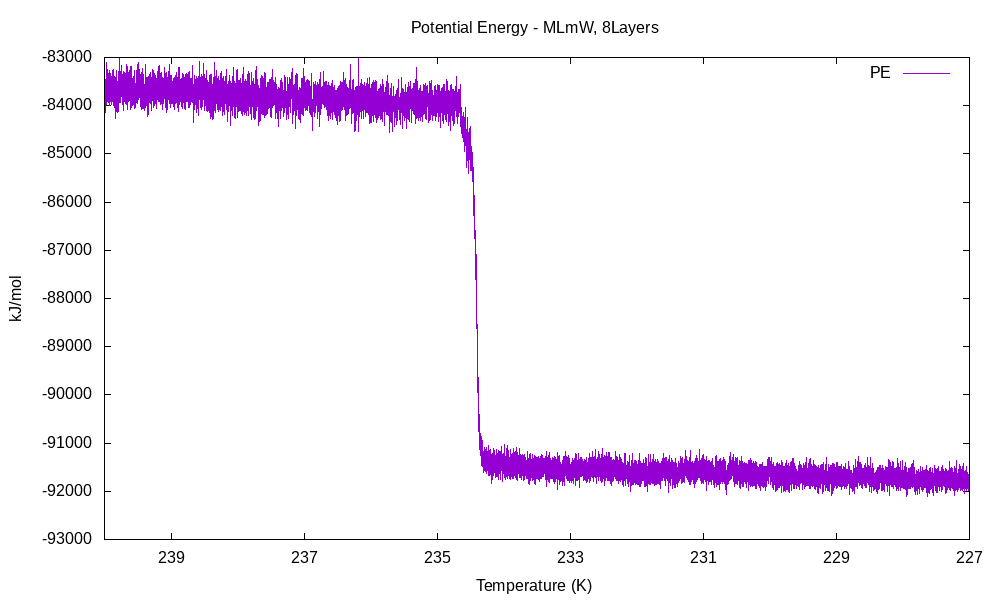 Potential Energy - MLmW, 8Layers
PE
kJ/mol
-83000
-84000
-85000
-86000
-87000
-88000
-89000
-90000
-91000
-92000
-93000
239 237 235 233 231 229 227
Temperature (K)